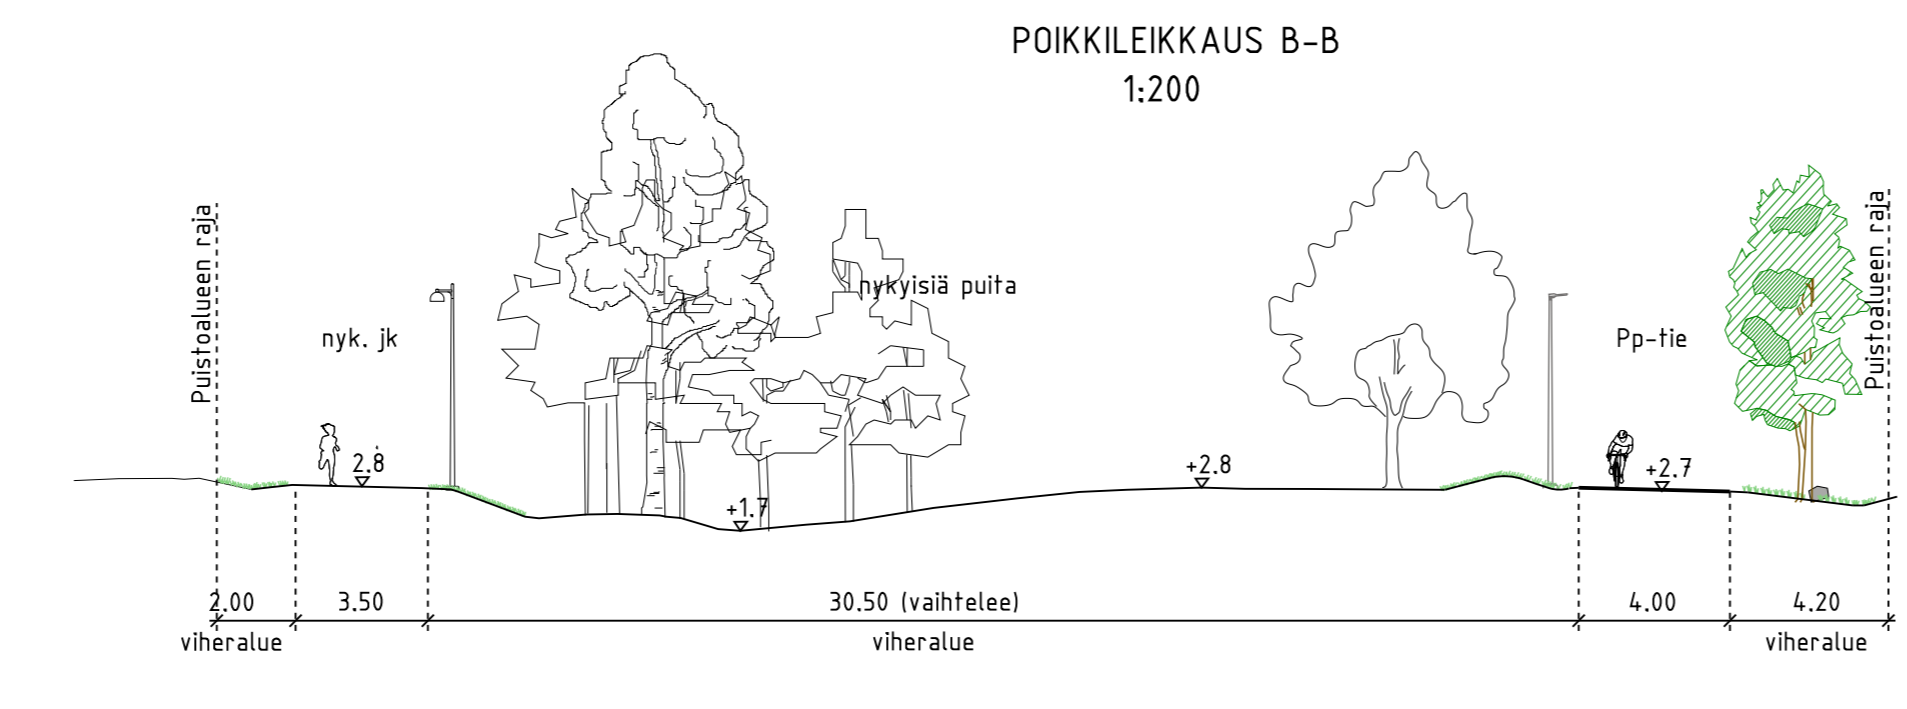 POIKKILEIKKAUS B-B
1:200
Puistoalueen raja
nyk. jk
nykyisiä puita
Pp-tie
Puistoalueen raja
2.8
+1.7
+2.8
+2.7
2.00
3.50
30.50 (vaihtelee)
4.00
4.20
viheralue
viheralue
viheralue